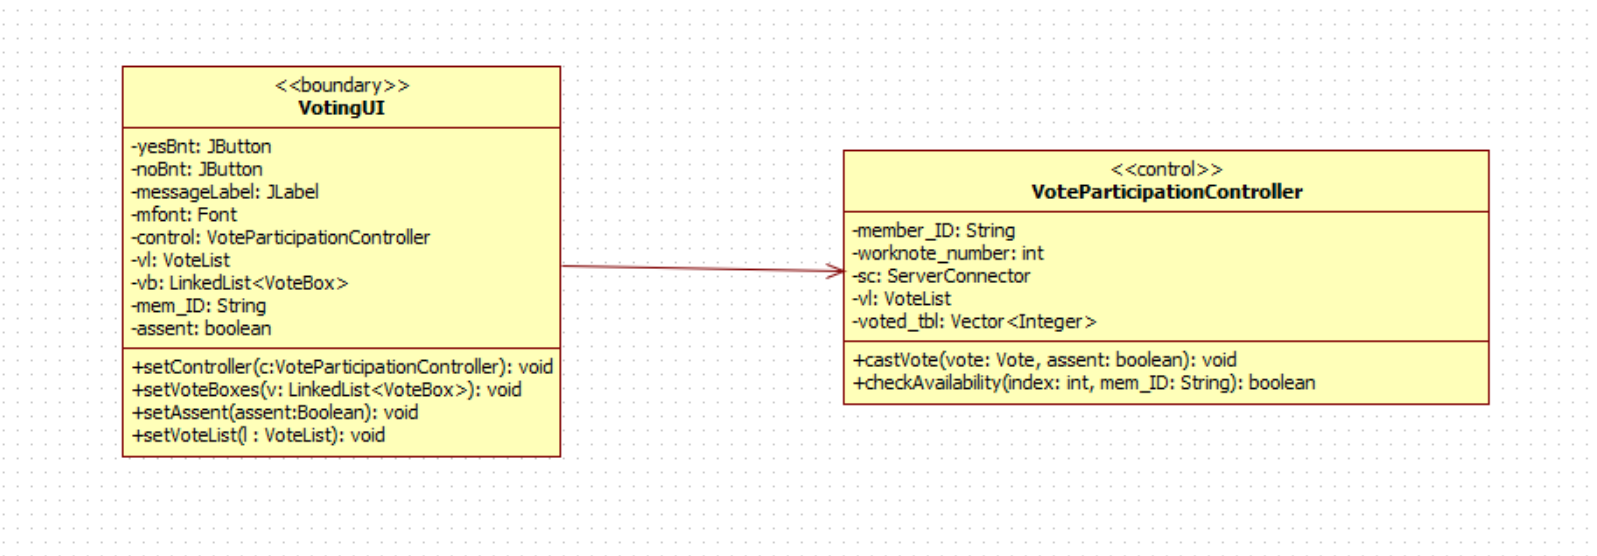 <<boundary>>
VotingUI
-yesBnt: JButton
-noBnt: JButton
-messageLabel: JLabel
-mfont: Font
-control: VoteParticipationController
-vl: VoteList
-vb: LinkedList<VoteBox>
-mem_ID: String
-assent: boolean
+setController(c:VoteParticipationController): void
+setVoteBoxes(v: LinkedList<VoteBox>): void
+setAssent(assent:Boolean): void
+setVoteList(l : VoteList): void
<<control>>
VoteParticipationController
-member_ID: String
-worknote_number: int
-sc: ServerConnector
-vl: VoteList
-voted_tbl: Vector<Integer>
+castVote(vote: Vote, assent: boolean): void
+checkAvailability(index: int, mem_ID: String): boolean